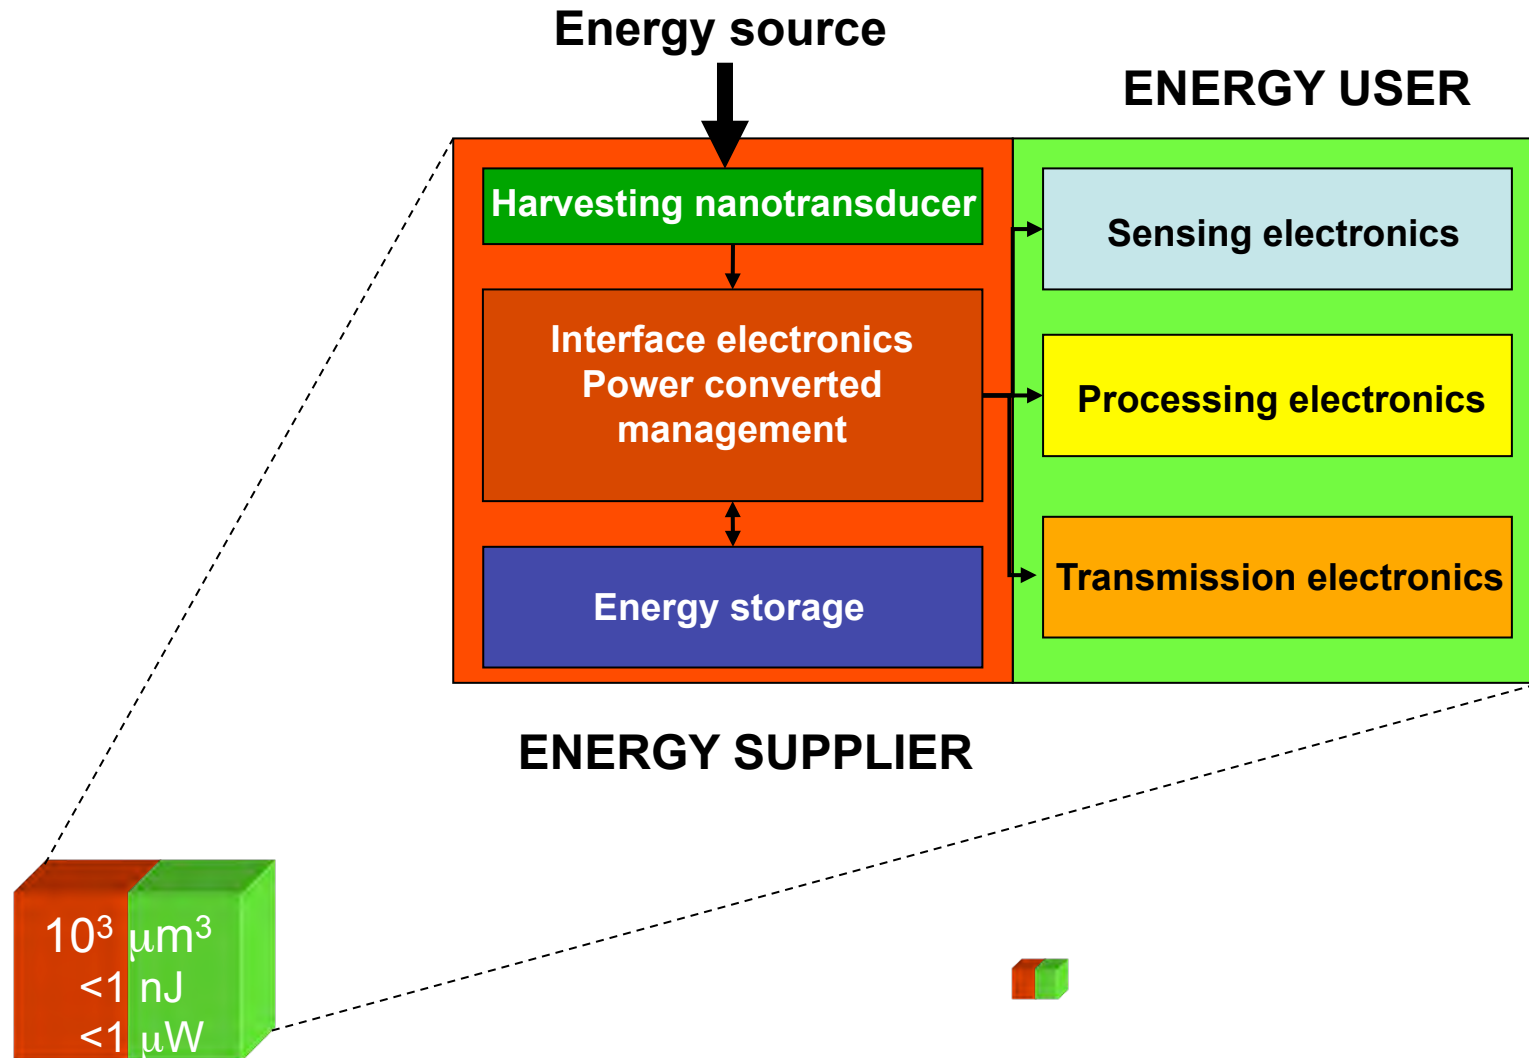 Energy source
ENERGY USER
Harvesting nanotransducer
Interface electronics
Power converted
management
Energy storage
Sensing electronics
Processing electronics
Transmission electronics
ENERGY SUPPLIER
10³ μm³
<1 nJ
<1 μW